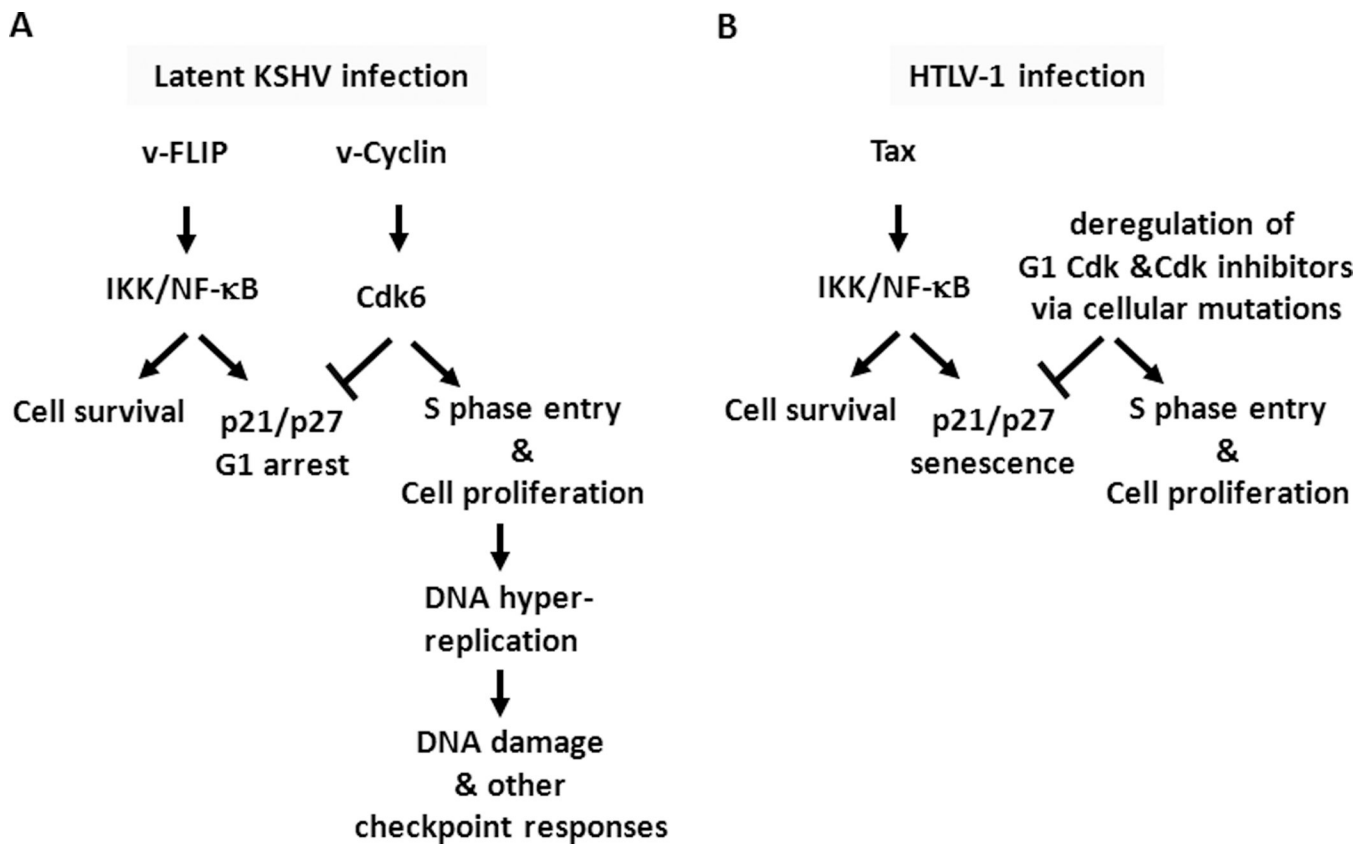 A
Latent KSHV infection
v-FLIP
v-Cyclin
IKK/NF-κB
Cdk6
Cell survival
p21/p27
G1 arrest
S phase entry
&
Cell proliferation
DNA hyper-
replication
DNA damage
& other
checkpoint responses
B
HTLV-1 infection
Tax
deregulation of
G1 Cdk &Cdk inhibitors
via cellular mutations
IKK/NF-κB
Cell survival
p21/p27
senescence
S phase entry
&
Cell proliferation